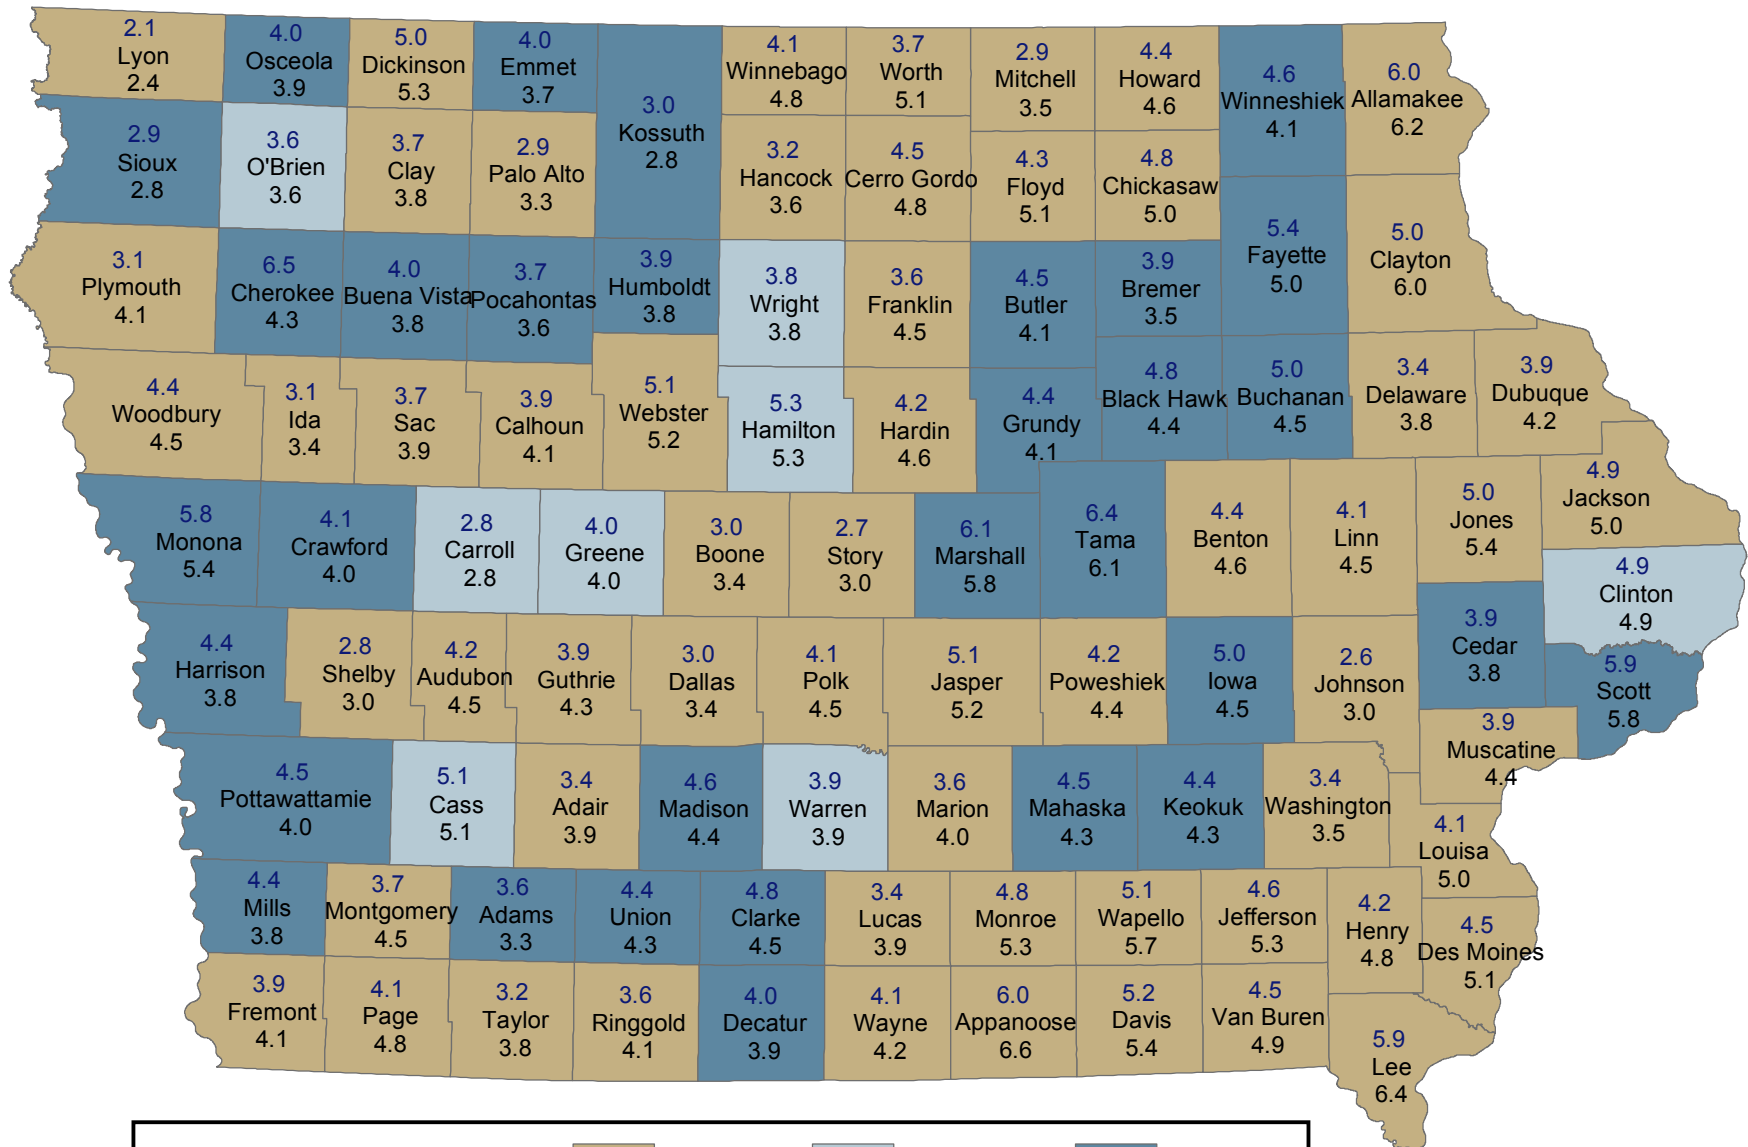 2.1
Lyon
2.4
4.0
Osceola
3.9
5.0
Dickinson
5.3
4.0
Emmet
3.7
3.0
Kossuth
2.8
4.1
Winnebago
4.8
3.7
Worth
5.1
2.9
Mitchell
3.5
4.4
Howard
4.6
4.6
Winneshiek
4.1
6.0
Allamakee
6.2
2.9
Sioux
2.8
3.6
O'Brien
3.6
3.7
Clay
3.8
2.9
Palo Alto
3.3
3.2
Hancock
3.6
4.5
Cerro Gordo
4.8
4.3
Floyd
5.1
4.8
Chickasaw
5.0
5.4
Fayette
5.0
5.0
Clayton
6.0
3.1
Plymouth
4.1
6.5
Cherokee
4.3
4.0
Buena Vista
3.8
3.7
Pocahontas
3.6
3.9
Humboldt
3.8
3.8
Wright
3.8
3.6
Franklin
4.5
4.5
Butler
4.1
3.9
Bremer
3.5
4.4
Woodbury
4.5
3.1
Ida
3.4
3.7
Sac
3.9
3.9
Calhoun
4.1
5.1
Webster
5.2
5.3
Hamilton
5.3
4.2
Hardin
4.6
4.4
Grundy
4.1
4.8
Black Hawk
4.4
5.0
Buchanan
4.5
3.4
Delaware
3.8
3.9
Dubuque
4.2
5.8
Monona
5.4
4.1
Crawford
4.0
2.8
Carroll
2.8
4.0
Greene
4.0
3.0
Boone
3.4
2.7
Story
3.0
6.1
Marshall
5.8
6.4
Tama
6.1
4.4
Benton
4.6
4.1
Linn
4.5
5.0
Jones
5.4
4.9
Jackson
5.0
4.9
Clinton
4.9
4.4
Harrison
3.8
2.8
Shelby
3.0
4.2
Audubon
4.5
3.9
Guthrie
4.3
3.0
Dallas
3.4
4.1
Polk
4.5
5.1
Jasper
5.2
4.2
Poweshiek
4.4
5.0
Iowa
4.5
2.6
Johnson
3.0
3.9
Cedar
3.8
5.9
Scott
5.8
3.9
Muscatine
4.4
4.5
Pottawattamie
4.0
5.1
Cass
5.1
3.4
Adair
3.9
4.6
Madison
4.4
3.9
Warren
3.9
3.6
Marion
4.0
4.5
Mahaska
4.3
4.4
Keokuk
4.3
3.4
Washington
3.5
4.1
Louisa
5.0
4.4
Mills
3.8
3.7
Montgomery
4.5
3.6
Adams
3.3
4.4
Union
4.3
4.8
Clarke
4.5
3.4
Lucas
3.9
4.8
Monroe
5.3
5.1
Wapello
5.7
4.6
Jefferson
5.3
4.2
Henry
4.8
4.5
Des Moines
5.1
3.9
Fremont
4.1
4.1
Page
4.8
3.2
Taylor
3.8
3.6
Ringgold
4.1
4.0
Decatur
3.9
4.1
Wayne
4.2
6.0
Appanoose
6.6
5.2
Davis
5.4
4.5
Van Buren
4.9
5.9
Lee
6.4